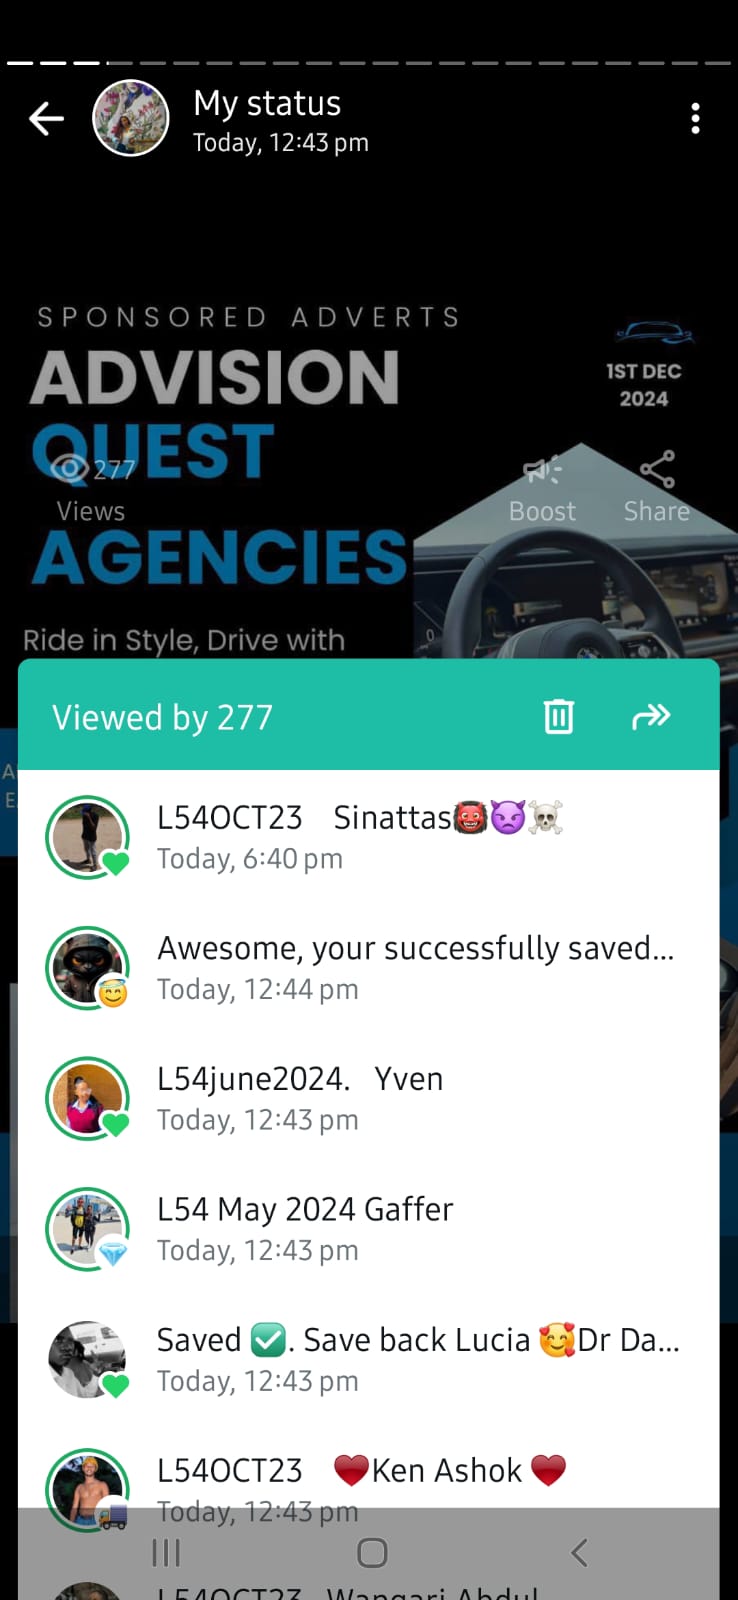 My status
Today, 12:43 pm
SPONSORED ADVERTS
ADVISION
1ST DEC
2024
QUEST
277
Views
Boost
Share
AGENCIES
Ride in Style, Drive with
Viewed by 277
L54OCT23 Sinattas👹👿☠️
Today, 6:40 pm
Awesome, your successfully saved...
Today, 12:44 pm
L54june2024. Yven
Today, 12:43 pm
L54 May 2024 Gaffer
Today, 12:43 pm
Saved ✅. Save back Lucia 🥰Dr Da...
Today, 12:43 pm
L54OCT23 ♥️Ken Ashok ♥️
Today, 12:43 pm
L54OCT23 Wangari Abdul